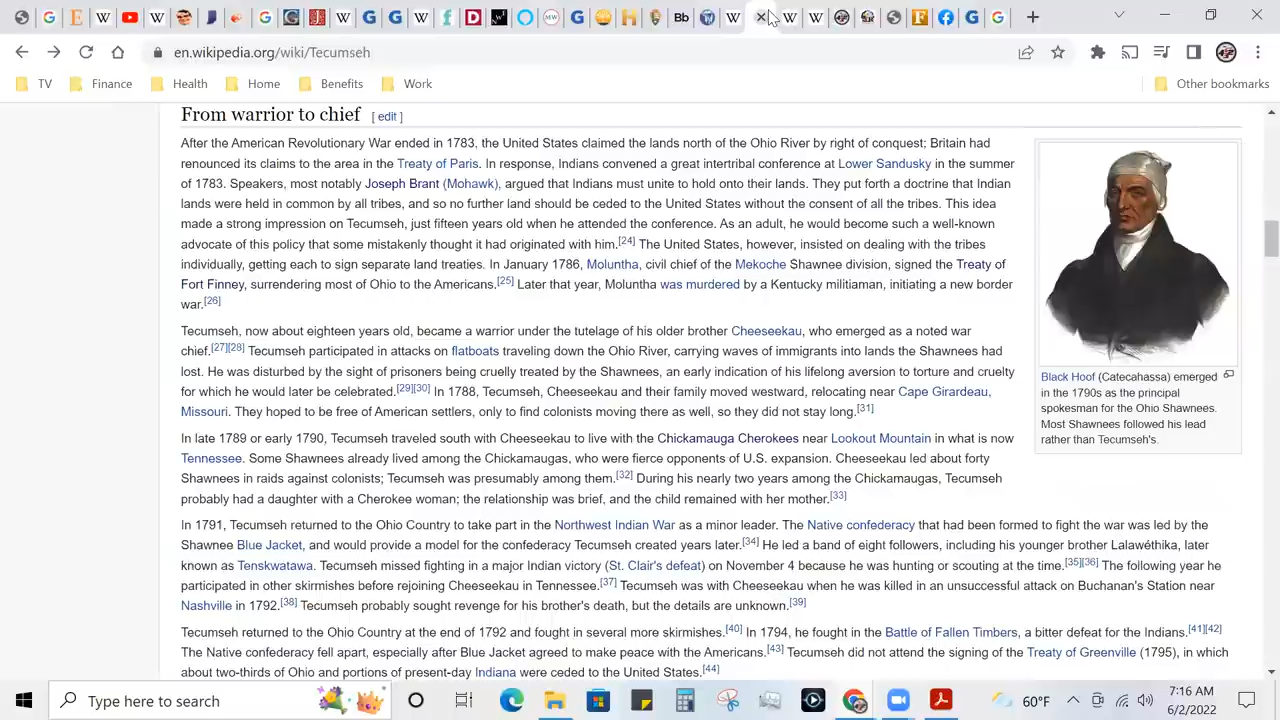 en.wikipedia.org/wiki/Tecumseh
TV Finance Health Home Benefits Work Other bookmarks
From warrior to chief [ edit ]
After the American Revolutionary War ended in 1783, the United States claimed the lands north of the Ohio River by right of conquest; Britain had
renounced its claims to the area in the Treaty of Paris. In response, Indians convened a great intertribal conference at Lower Sandusky in the summer
of 1783. Speakers, most notably Joseph Brant (Mohawk), argued that Indians must unite to hold onto their lands. They put forth a doctrine that Indian
lands were held in common by all tribes, and so no further land should be ceded to the United States without the consent of all the tribes. This idea
made a strong impression on Tecumseh, just fifteen years old when he attended the conference. As an adult, he would become such a well-known
advocate of this policy that some mistakenly thought it had originated with him.[24] The United States, however, insisted on dealing with the tribes
individually, getting each to sign separate land treaties. In January 1786, Moluntha, civil chief of the Mekoche Shawnee division, signed the Treaty of
Fort Finney, surrendering most of Ohio to the Americans.[25] Later that year, Moluntha was murdered by a Kentucky militiaman, initiating a new border
war.[26]
Tecumseh, now about eighteen years old, became a warrior under the tutelage of his older brother Cheeseekau, who emerged as a noted war
chief.[27][28] Tecumseh participated in attacks on flatboats traveling down the Ohio River, carrying waves of immigrants into lands the Shawnees had
lost. He was disturbed by the sight of prisoners being cruelly treated by the Shawnees, an early indication of his lifelong aversion to torture and cruelty
for which he would later be celebrated.[29][30] In 1788, Tecumseh, Cheeseekau and their family moved westward, relocating near Cape Girardeau,
Missouri. They hoped to be free of American settlers, only to find colonists moving there as well, so they did not stay long.[31]
In late 1789 or early 1790, Tecumseh traveled south with Cheeseekau to live with the Chickamauga Cherokees near Lookout Mountain in what is now
Tennessee. Some Shawnees already lived among the Chickamaugas, who were fierce opponents of U.S. expansion. Cheeseekau led about forty
Shawnees in raids against colonists; Tecumseh was presumably among them.[32] During his nearly two years among the Chickamaugas, Tecumseh
probably had a daughter with a Cherokee woman; the relationship was brief, and the child remained with her mother.[33]
In 1791, Tecumseh returned to the Ohio Country to take part in the Northwest Indian War as a minor leader. The Native confederacy that had been formed to fight the war was led by the
Shawnee Blue Jacket, and would provide a model for the confederacy Tecumseh created years later.[34] He led a band of eight followers, including his younger brother Lalawéthika, later
known as Tenskwatawa. Tecumseh missed fighting in a major Indian victory (St. Clair's defeat) on November 4 because he was hunting or scouting at the time.[35][36] The following year he
participated in other skirmishes before rejoining Cheeseekau in Tennessee.[37] Tecumseh was with Cheeseekau when he was killed in an unsuccessful attack on Buchanan's Station near
Nashville in 1792.[38] Tecumseh probably sought revenge for his brother's death, but the details are unknown.[39]
Tecumseh returned to the Ohio Country at the end of 1792 and fought in several more skirmishes.[40] In 1794, he fought in the Battle of Fallen Timbers, a bitter defeat for the Indians.[41][42]
The Native confederacy fell apart, especially after Blue Jacket agreed to make peace with the Americans.[43] Tecumseh did not attend the signing of the Treaty of Greenville (1795), in which
about two-thirds of Ohio and portions of present-day Indiana were ceded to the United States.[44]
Black Hoof (Catecahassa) emerged
in the 1790s as the principal
spokesman for the Ohio Shawnees.
Most Shawnees followed his lead
rather than Tecumseh's.
Type here to search
60°F
7:16 AM
6/2/2022